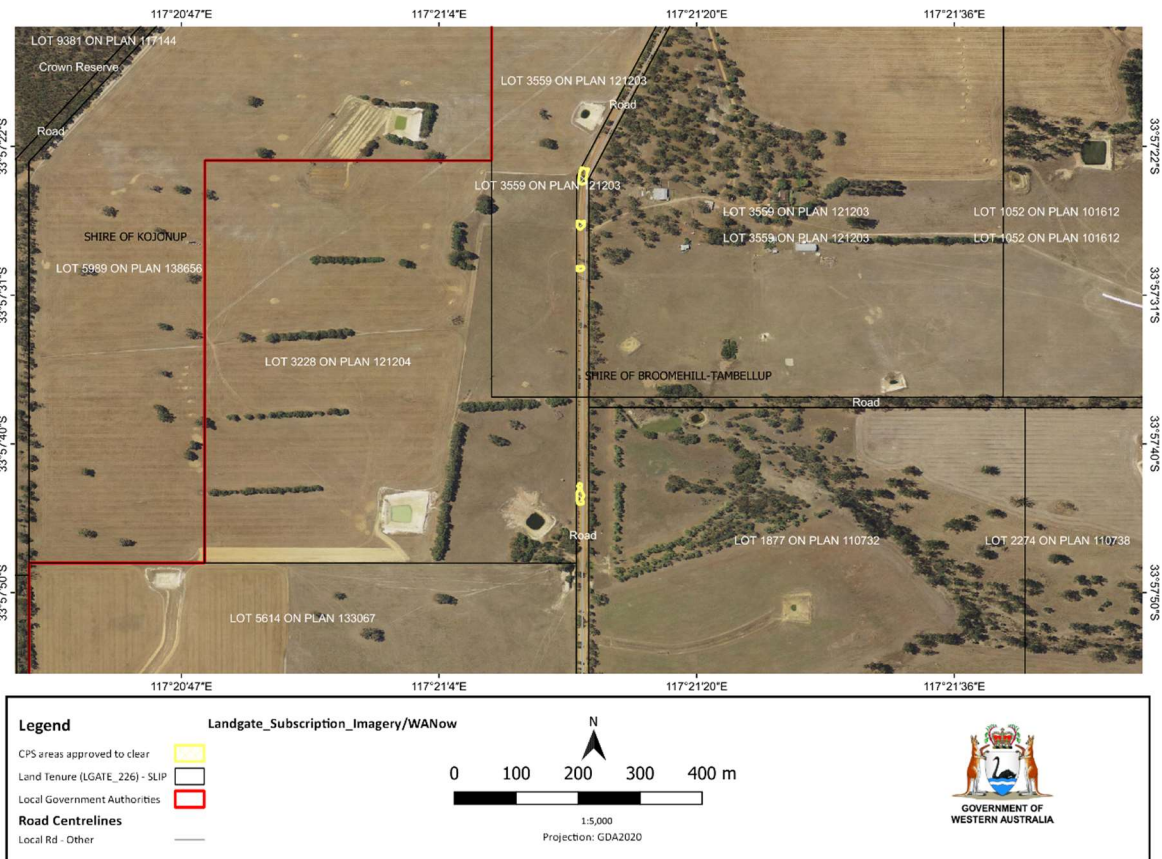 117°20'47"E
117°21'4"E
117°21'20"E
117°21'36"E
LOT 9381 ON PLAN 117144
Crown Reserve
LOT 3559 ON PLAN 121203
Road
Road
33°57'22"S
33°57'22"S
LOT 3559 ON PLAN 121203
LOT 3559 ON PLAN 121203
LOT 1052 ON PLAN 101612
SHIRE OF KOJONUP
LOT 3559 ON PLAN 121203
LOT 1052 ON PLAN 101612
LOT 5989 ON PLAN 138656
33°57'31"S
33°57'31"S
LOT 3228 ON PLAN 121204
SHIRE OF BROOMEHILL-TAMBELLUP
Road
33°57'40"S
33°57'40"S
Road
LOT 1877 ON PLAN 110732
LOT 2274 ON PLAN 110738
33°57'50"S
33°57'50"S
LOT 5614 ON PLAN 133067
117°20'47"E
117°21'4"E
117°21'20"E
117°21'36"E
Legend
Landgate_Subscription_Imagery/WANow
CPS areas approved to clear
Land Tenure (LGATE_226) - SLIP
Local Government Authorities
Road Centrelines
Local Rd - Other
N
0 100 200 300 400 m
1:5,000
Projection: GDA2020
GOVERNMENT OF
WESTERN AUSTRALIA